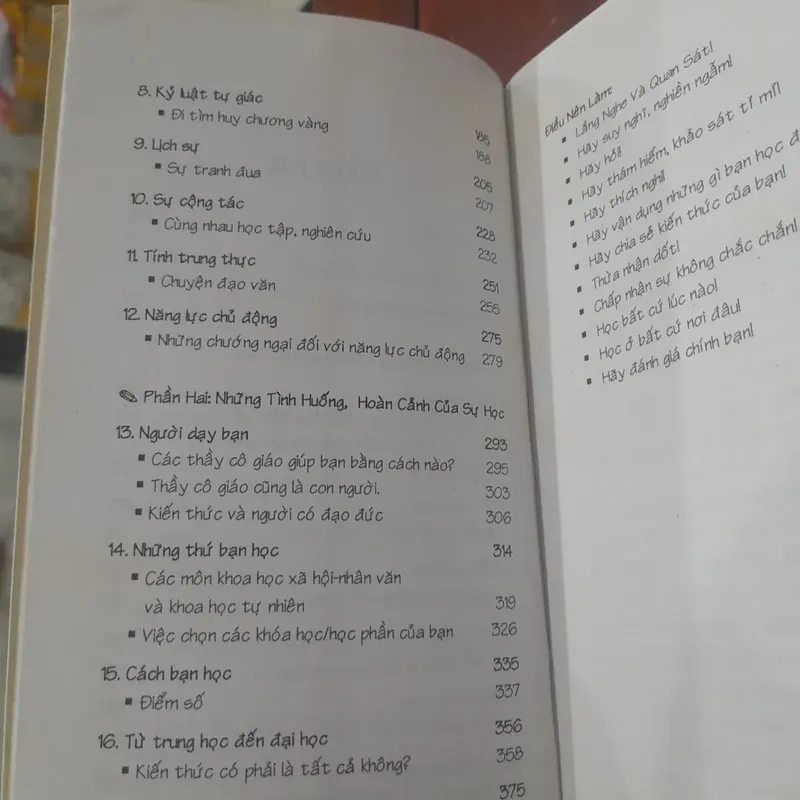 8. Kỷ luật tự giác 185
▪ Đi tìm huy chương vàng 188
9. Lịch sự 205
▪ Sự tranh đua 207
10. Sự cộng tác 228
▪ Cùng nhau học tập, nghiên cứu 232
11. Tính trung thực 251
▪ Chuyện đạo văn 255
12. Năng lực chủ động 275
▪ Những chướng ngại đối với năng lực chủ động 279
✎ Phần Hai: Những Tình Huống, Hoàn Cảnh Của Sự Học
13. Người dạy bạn 293
▪ Các thầy cô giáo giúp bạn bằng cách nào? 295
▪ Thầy cô giáo cũng là con người. 303
▪ Kiến thức và người có đạo đức 306
14. Những thứ bạn học 314
▪ Các môn khoa học xã hội-nhân văn
và khoa học tự nhiên 319
▪ Việc chọn các khóa học/học phần của bạn 326
15. Cách bạn học 335
▪ Điểm số 337
16. Từ trung học đến đại học 356
▪ Kiến thức có phải là tất cả không? 358
375
Điều Nên Làm:
▪ Lắng Nghe Và Quan Sát!
▪ Hãy suy nghĩ, nghiền ngẫm!
▪ Hãy hỏi!
▪ Hãy thám hiểm, khảo sát tỉ mỉ!
▪ Hãy thích nghi!
▪ Hãy vận dụng những gì bạn học đ
▪ Hãy chia sẻ kiến thức của bạn!
▪ Thừa nhận dốt!
▪ Chấp nhận sự không chắc chắn!
▪ Học bất cứ lúc nào!
▪ Học ở bất cứ nơi đâu!
▪ Hãy đánh giá chính bạn!